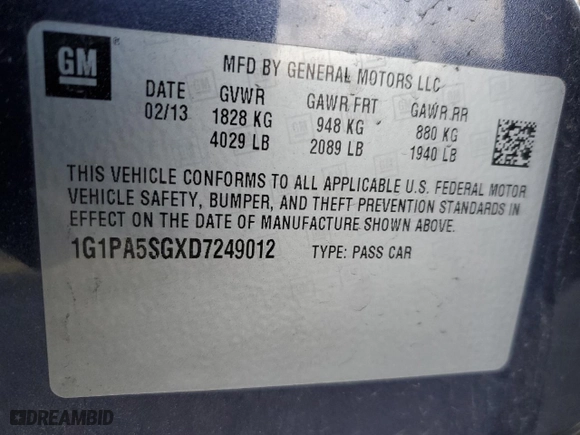 GM
MFD BY GENERAL MOTORS LLC
DATE GVWR GAWR FRT GAWR RR
02/13 1828 KG 948 KG 880 KG
4029 LB 2089 LB 1940 LB
THIS VEHICLE CONFORMS TO ALL APPLICABLE U.S. FEDERAL MOTOR
VEHICLE SAFETY, BUMPER, AND THEFT PREVENTION STANDARDS IN
EFFECT ON THE DATE OF MANUFACTURE SHOWN ABOVE.
1G1PA5SGXD7249012 TYPE: PASS CAR
DREAMBID